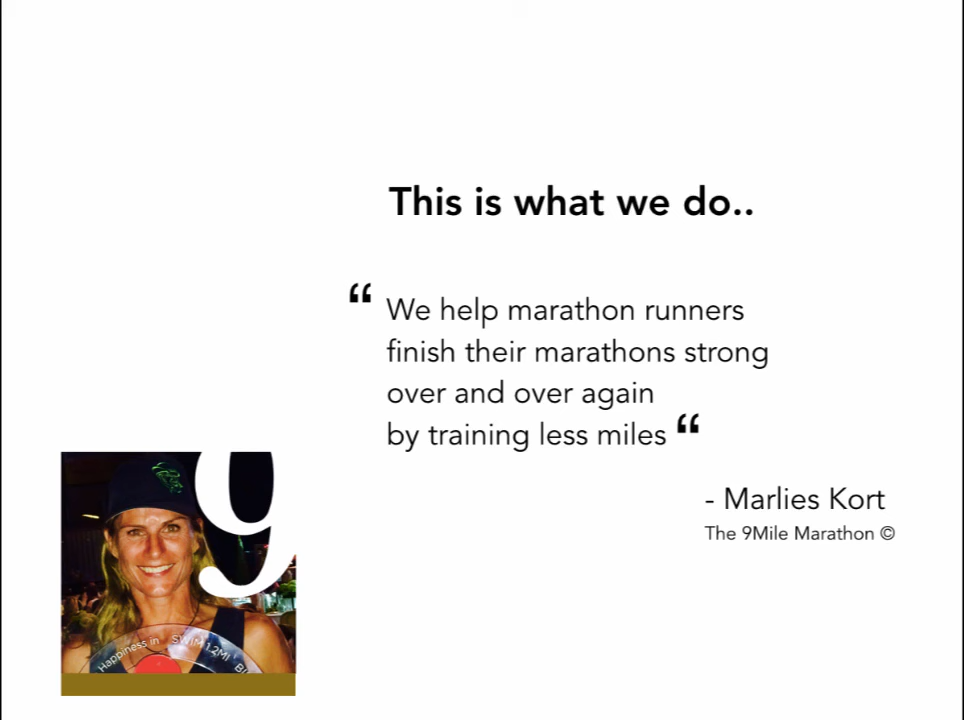 This is what we do..
“ We help marathon runners
finish their marathons strong
over and over again
by training less miles “
- Marlies Kort
The 9Mile Marathon ©
9
Happiness in SWIM 1.2MI